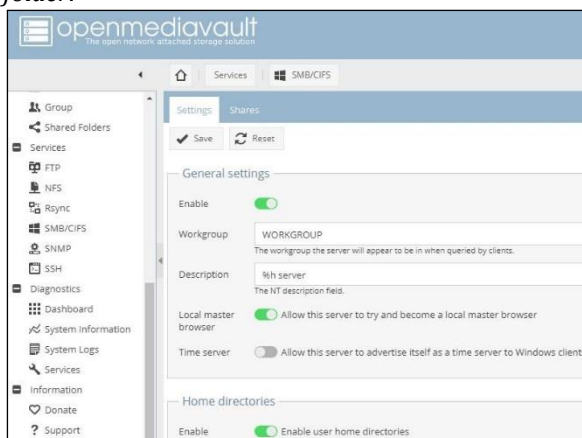 openmediavault
The open network attached storage solution
Services
SMB/CIFS
Group
Shared Folders
Services
FTP
NFS
Rsync
SMB/CIFS
SNMP
SSH
Diagnostics
Dashboard
System Information
System Logs
Services
Information
Donate
Support
Settings Shares
Save Reset
General settings
Enable
Workgroup WORKGROUP
The workgroup the server will appear to be in when queried by clients.
Description %h server
The NT description field.
Local master browser Allow this server to try and become a local master browser
Time server Allow this server to advertise itself as a time server to Windows client
Home directories
Enable Enable user home directories